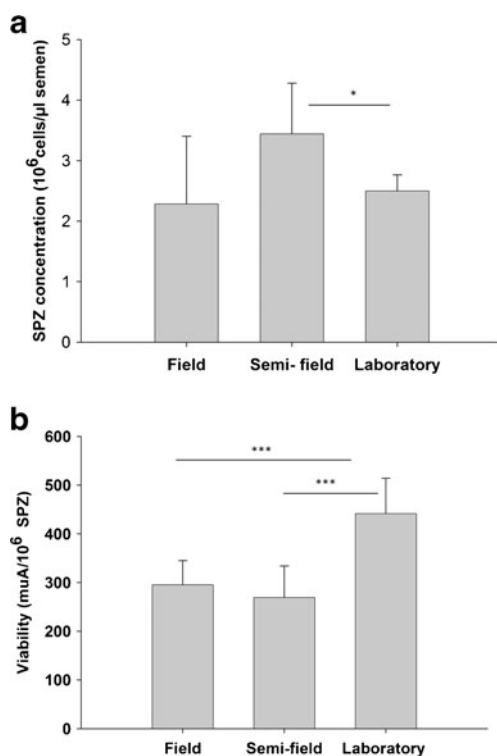 a
SPZ concentration (10⁶cells/µl semen)
5
4
3
2
1
0
*
Field Semi- field Laboratory
b
Viability (muA/10⁶ SPZ)
600
500
400
300
200
100
0
***
***
Field Semi-field Laboratory